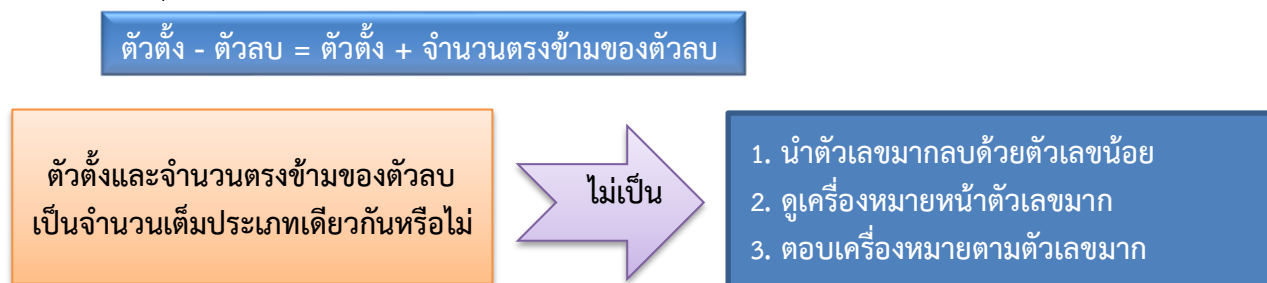 ตัวตั้ง - ตัวลบ = ตัวตั้ง + จำนวนตรงข้ามของตัวลบ
ตัวตั้งและจำนวนตรงข้ามของตัวลบ
เป็นจำนวนเต็มประเภทเดียวกันหรือไม่
ไม่เป็น
1. นำตัวเลขมากลบด้วยตัวเลขน้อย
2. ดูเครื่องหมายหน้าตัวเลขมาก
3. ตอบเครื่องหมายตามตัวเลขมาก